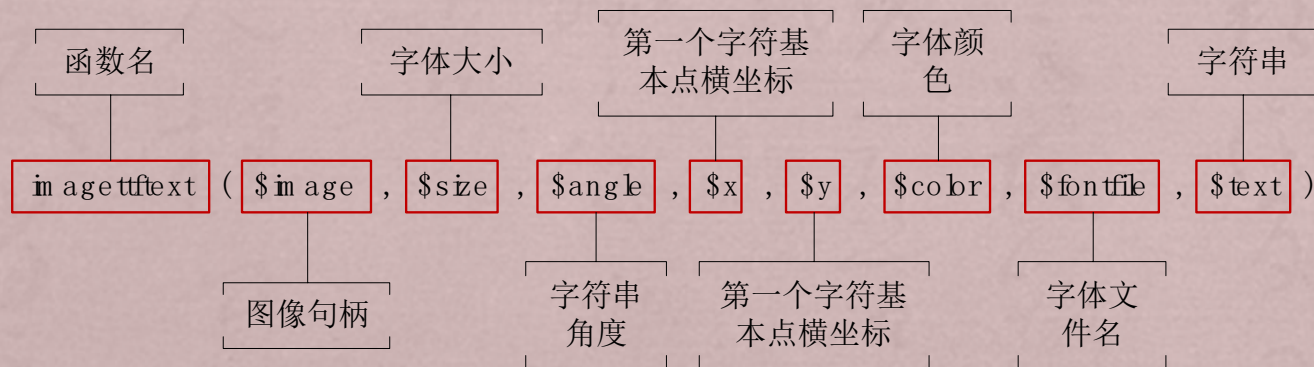 函数名
字体大小
第一个字符基
本点横坐标
字体颜
色
字符串
imagettftext ( $image , $size , $angle , $x , $y , $color , $fontfile , $text )
图像句柄
字符串
角度
第一个字符基
本点横坐标
字体文
件名